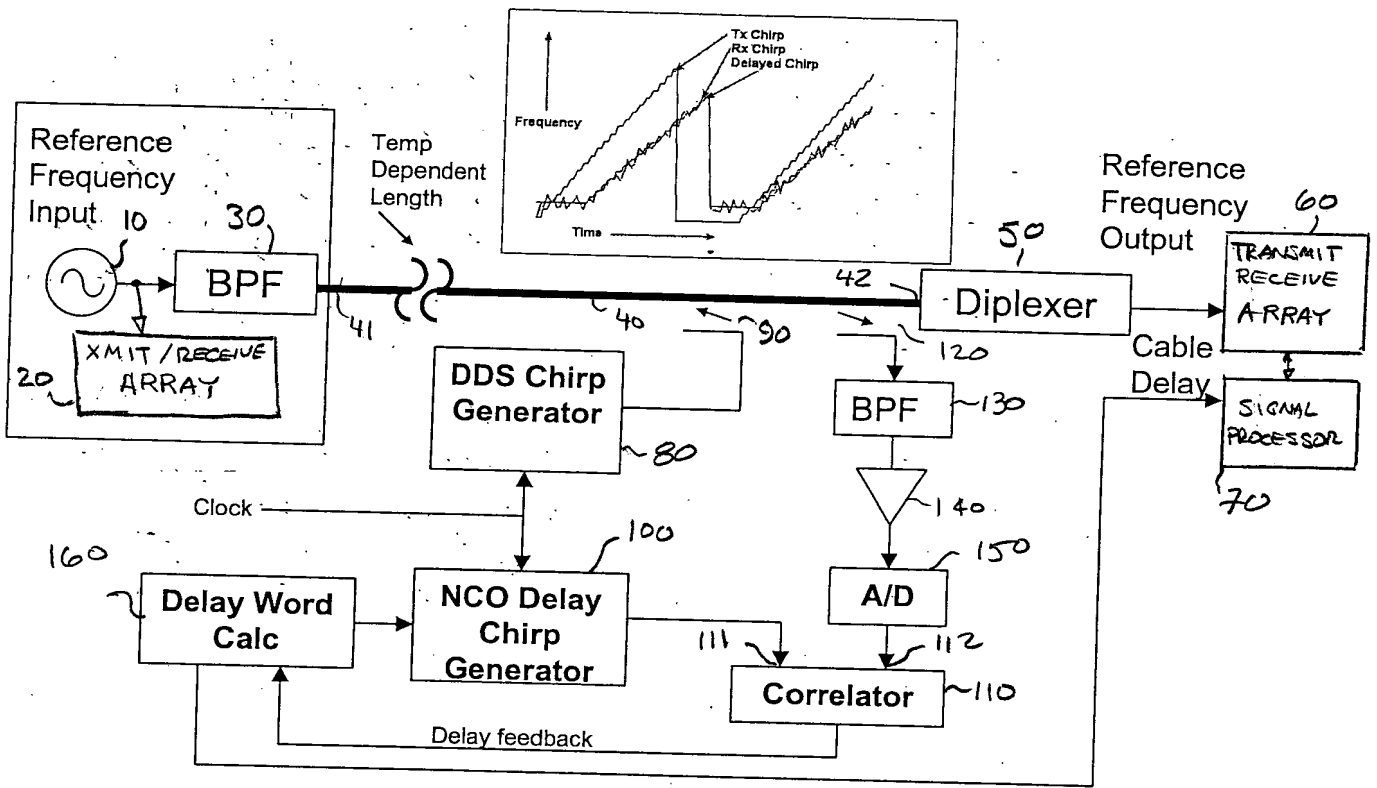 Tx Chirp
Rx Chirp
Delayed Chirp
Frequency
Time
Reference
Frequency
Input
10
30
BPF
41
XMIT/RECEIVE
ARRAY
20
Temp
Dependent
Length
40
90
42
50
Diplexer
120
Reference
Frequency
Output
60
TRANSMIT
RECEIVE
ARRAY
Cable
Delay
SIGNAL
PROCESSOR
70
DDS Chirp
Generator
80
BPF
130
140
Clock
100
150
A/D
160
Delay Word
Calc
NCO Delay
Chirp
Generator
111
112
Correlator
110
Delay feedback